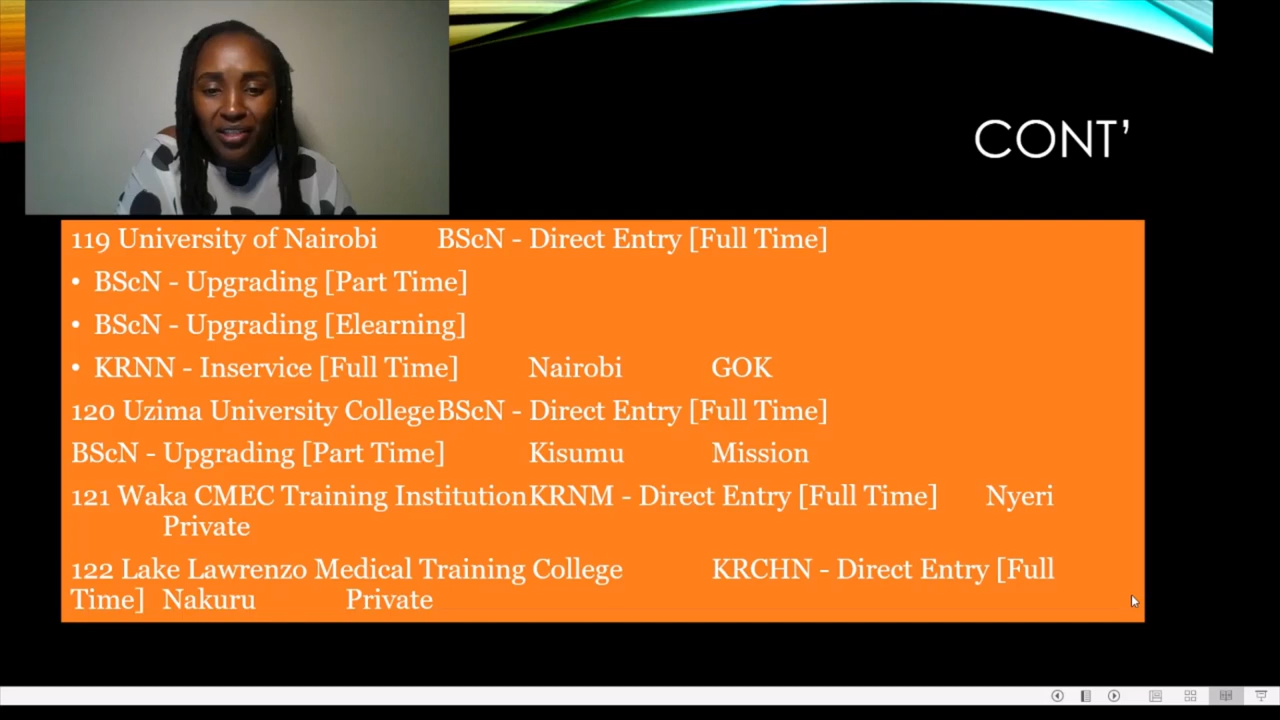 CONT’
119 University of Nairobi BScN - Direct Entry [Full Time]
• BScN - Upgrading [Part Time]
• BScN - Upgrading [Elearning]
• KRNN - Inservice [Full Time] Nairobi GOK
120 Uzima University College BScN - Direct Entry [Full Time]
BScN - Upgrading [Part Time] Kisumu Mission
121 Waka CMEC Training Institution KRNM - Direct Entry [Full Time] Nyeri
Private
122 Lake Lawrenzo Medical Training College KRCHN - Direct Entry [Full
Time] Nakuru Private